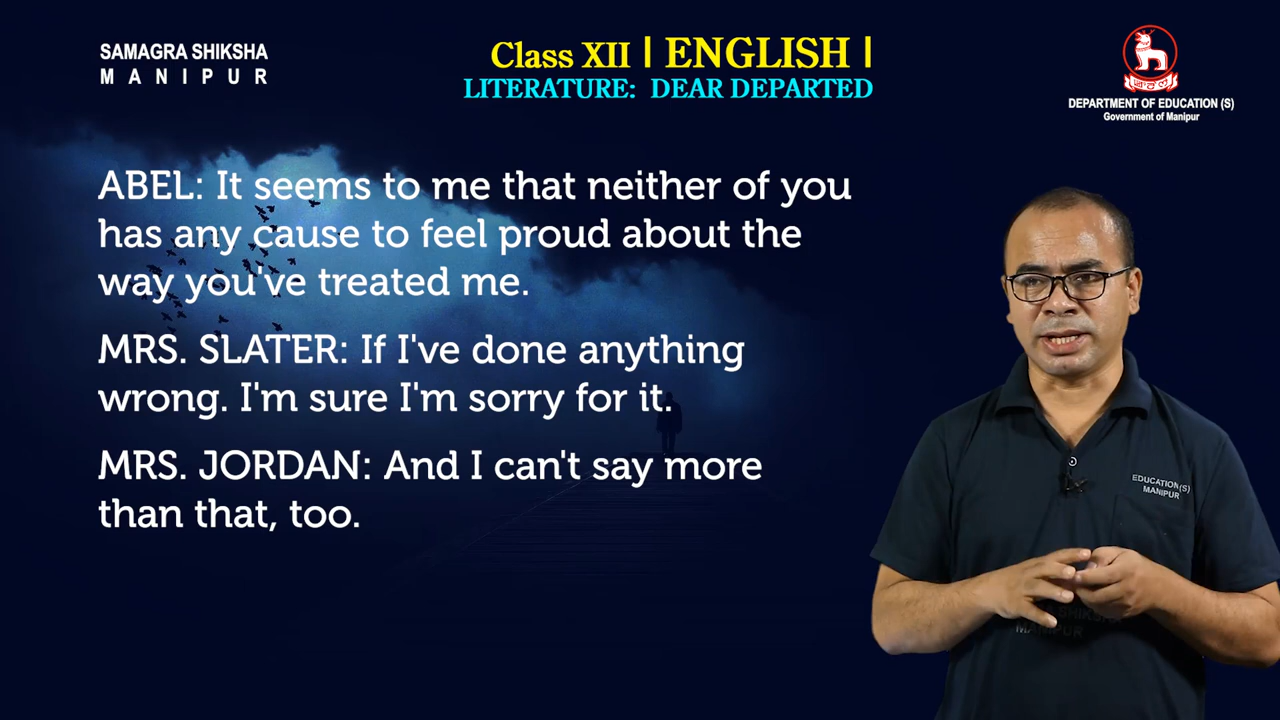 SAMAGRA SHIKSHA
MANIPUR
Class XII | ENGLISH |
LITERATURE: DEAR DEPARTED
DEPARTMENT OF EDUCATION (S)
Government of Manipur
ABEL: It seems to me that neither of you
has any cause to feel proud about the
way you've treated me.
MRS. SLATER: If I've done anything
wrong. I'm sure I'm sorry for it.
MRS. JORDAN: And I can't say more
than that, too.
EDUCATION(S)
MANIPUR